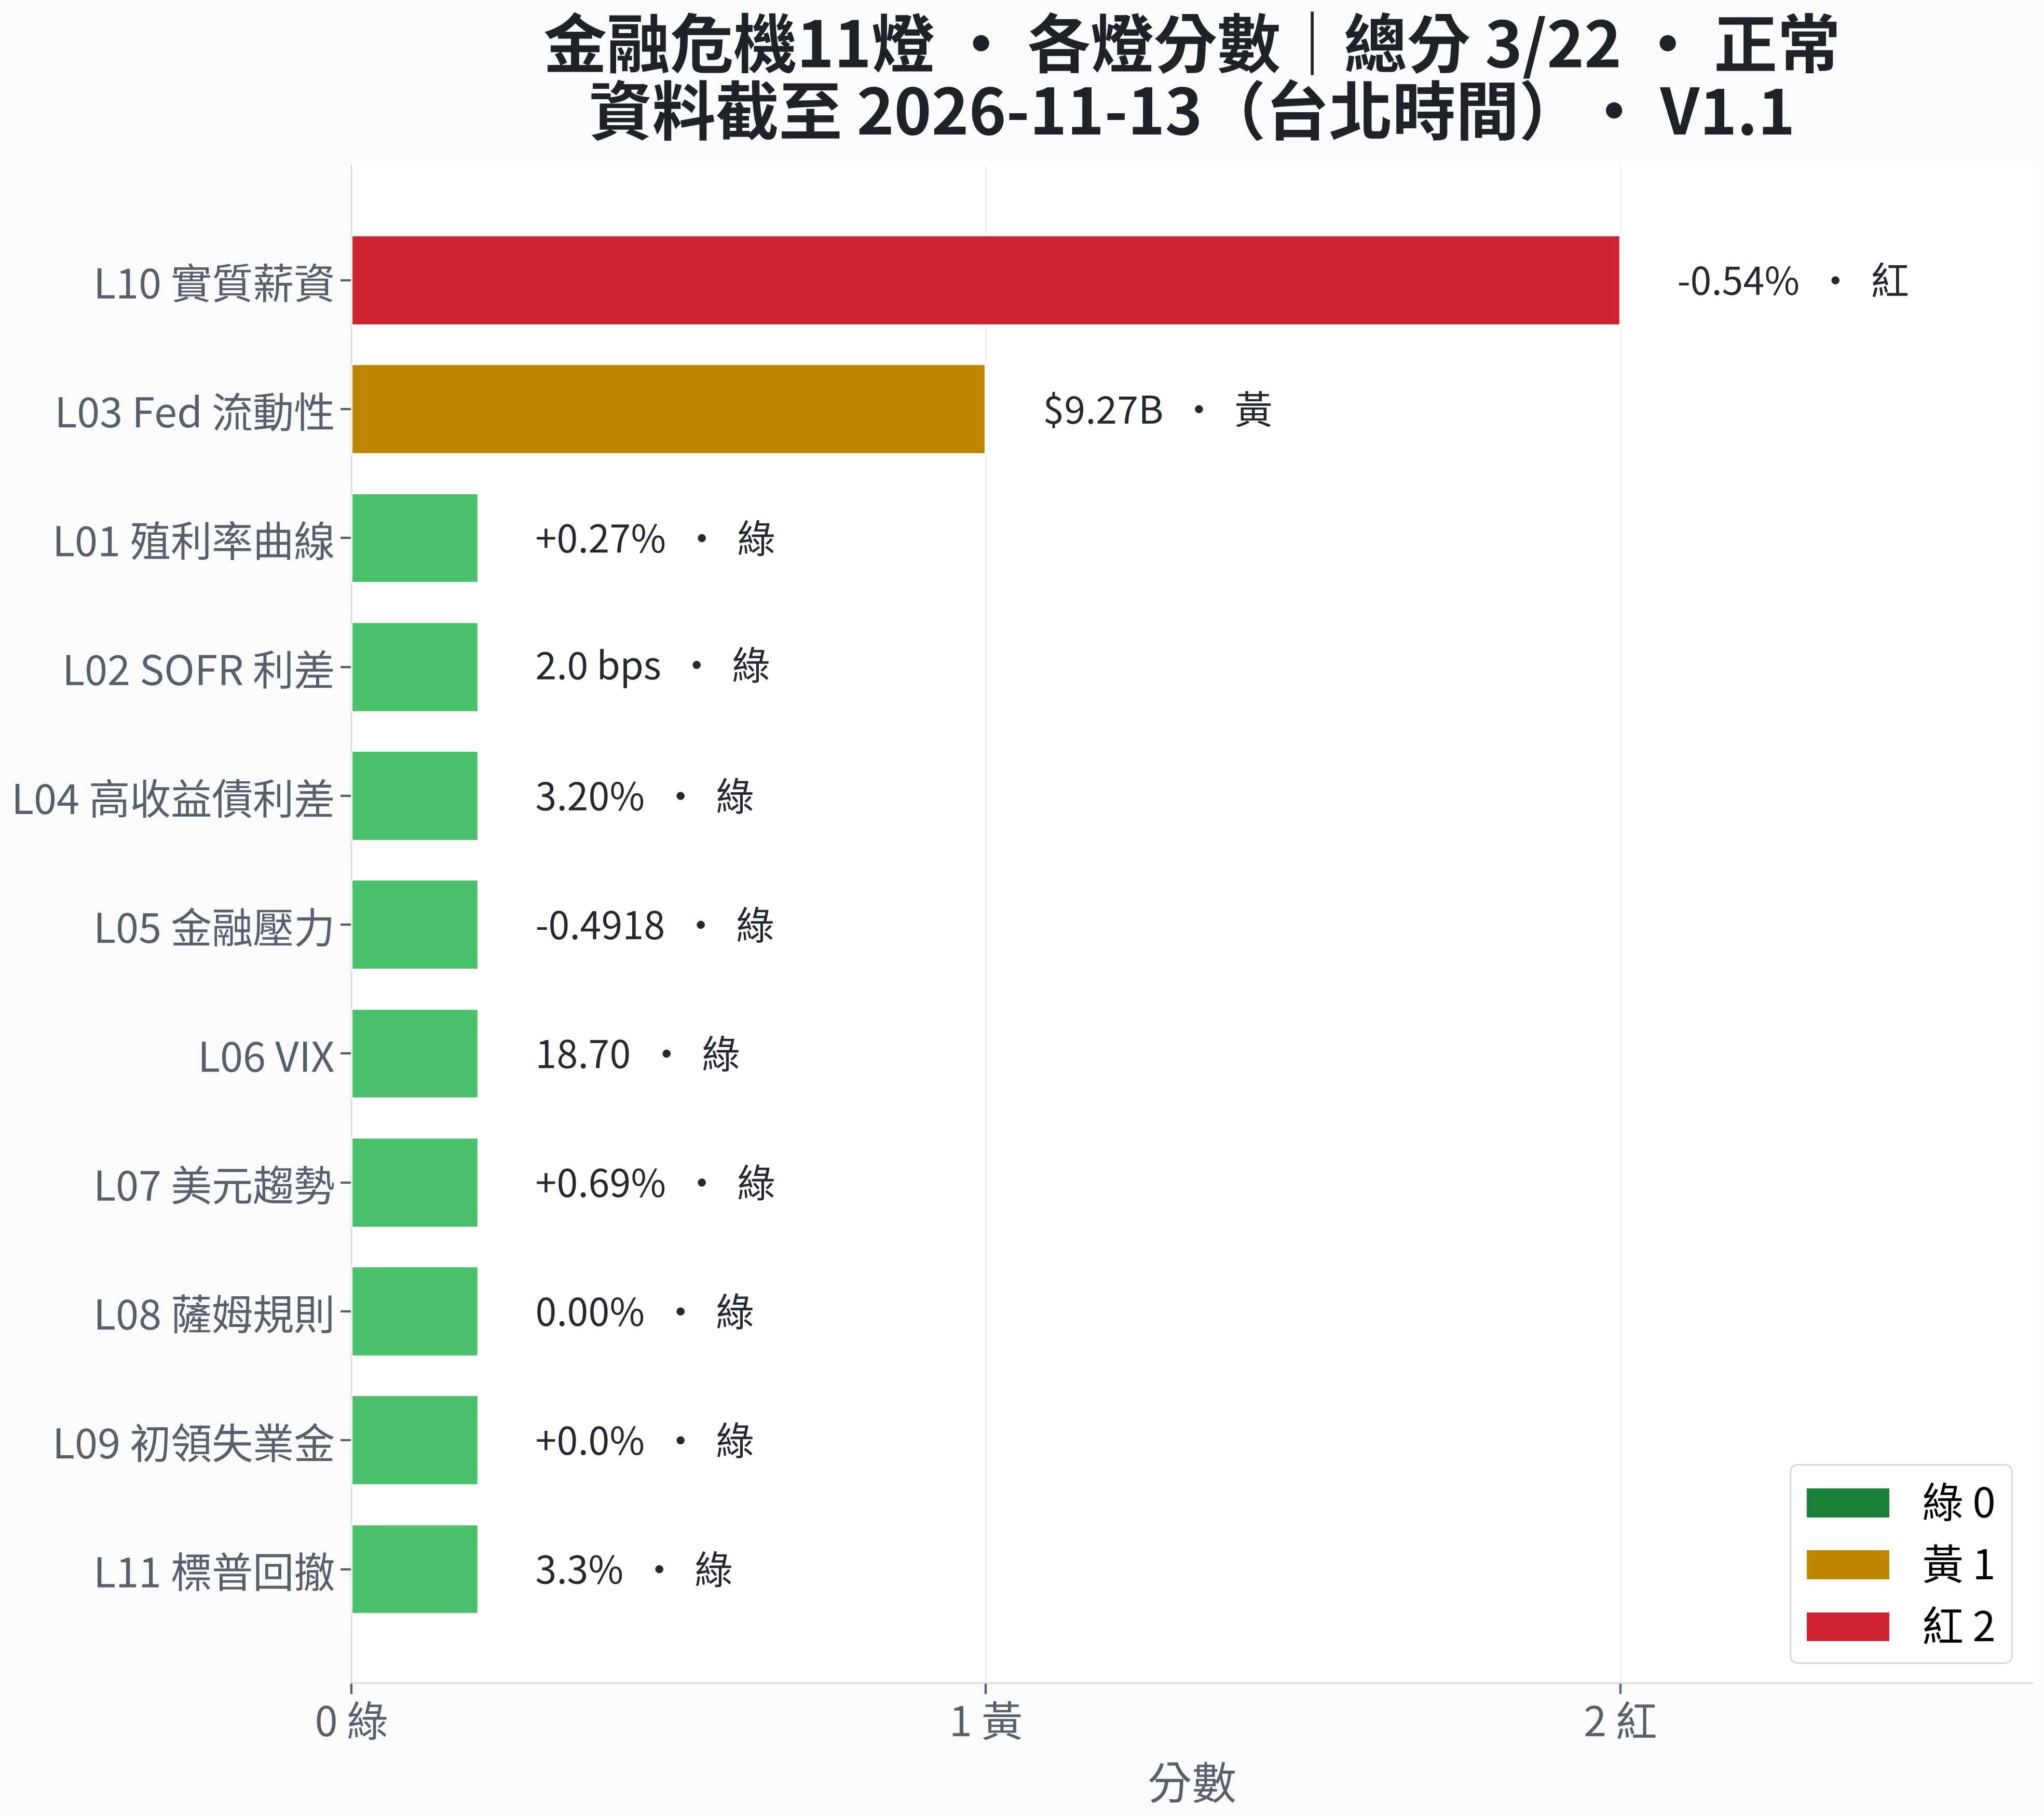 金融危機11燈 • 各燈分數｜總分 3/22 • 正常
資料截至 2026-11-13（台北時間） • V1.1
L10 實質薪資 -0.54% • 紅
L03 Fed 流動性 $9.27B • 黃
L01 殖利率曲線 +0.27% • 綠
L02 SOFR 利差 2.0 bps • 綠
L04 高收益債利差 3.20% • 綠
L05 金融壓力 -0.4918 • 綠
L06 VIX 18.70 • 綠
L07 美元趨勢 +0.69% • 綠
L08 薩姆規則 0.00% • 綠
L09 初領失業金 +0.0% • 綠
L11 標普回撤 3.3% • 綠
綠 0
黃 1
紅 2
0 綠 1 黃 2 紅
分數